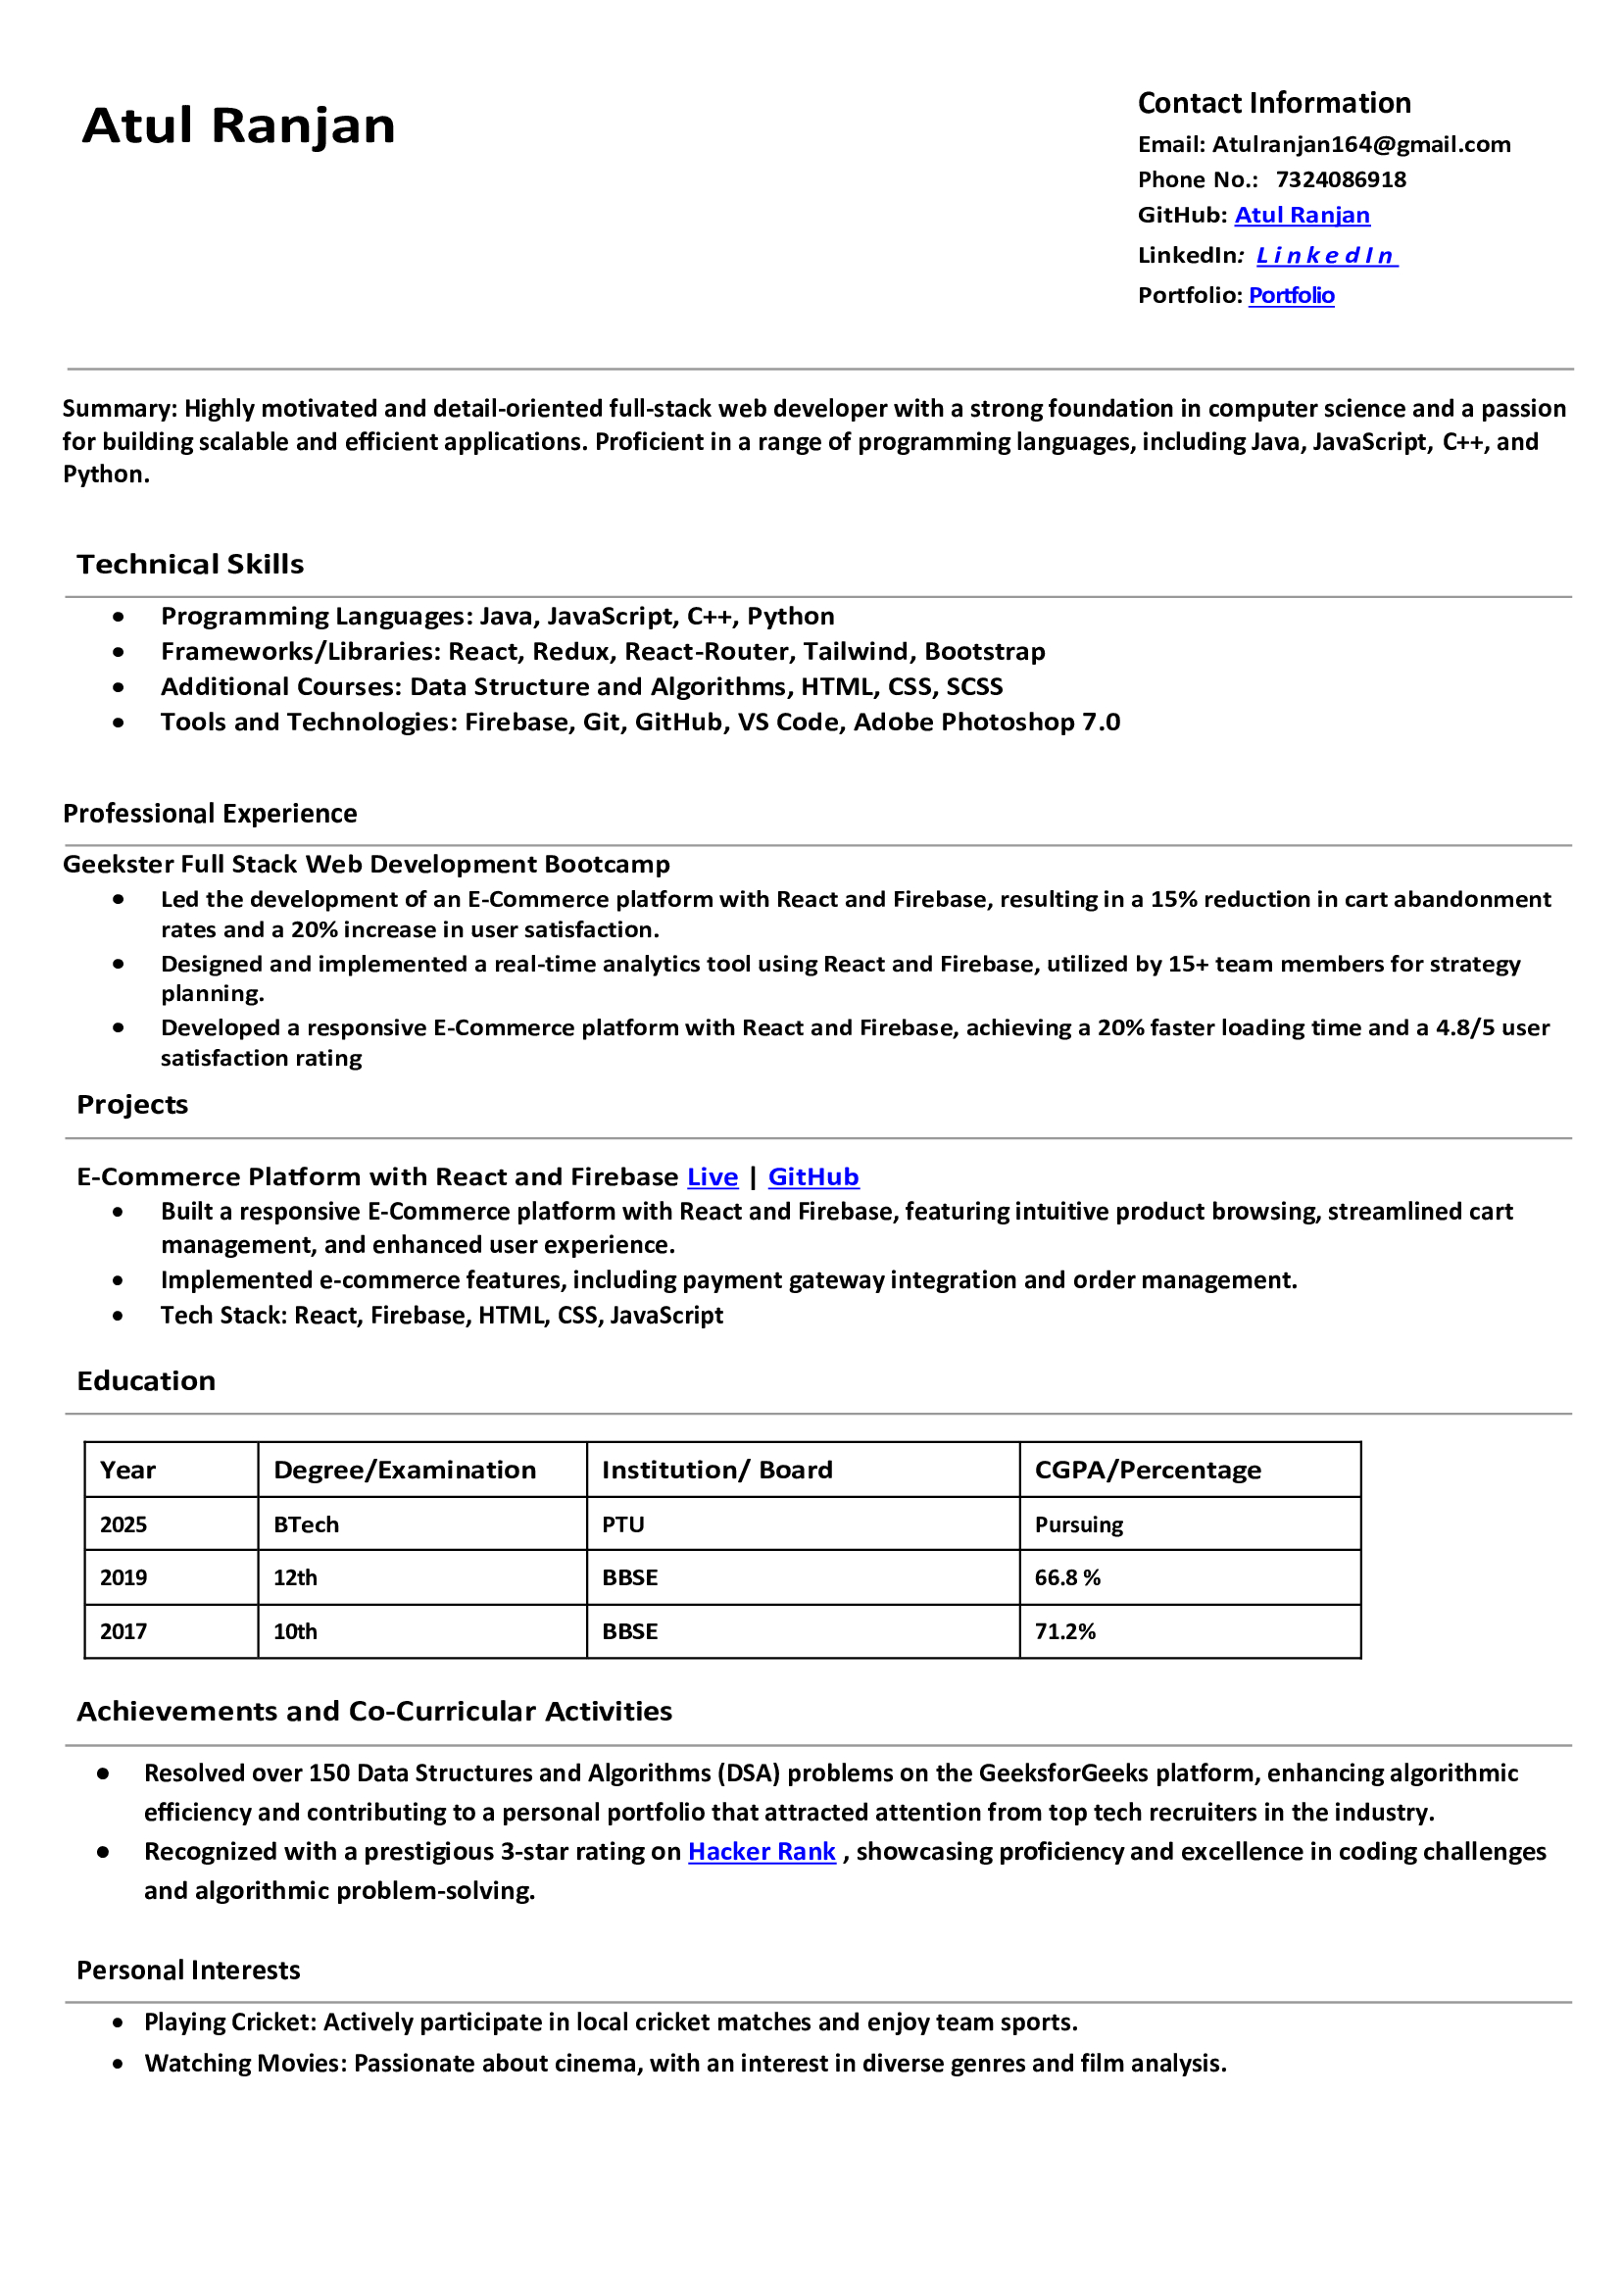 Atul Ranjan
Contact Information
Email: Atulranjan164@gmail.com
Phone No.: 7324086918
GitHub: Atul Ranjan
LinkedIn: LinkedIn
Portfolio: Portfolio
Summary: Highly motivated and detail-oriented full-stack web developer with a strong foundation in computer science and a passion
for building scalable and efficient applications. Proficient in a range of programming languages, including Java, JavaScript, C++, and
Python.
Technical Skills
• Programming Languages: Java, JavaScript, C++, Python
• Frameworks/Libraries: React, Redux, React-Router, Tailwind, Bootstrap
• Additional Courses: Data Structure and Algorithms, HTML, CSS, SCSS
• Tools and Technologies: Firebase, Git, GitHub, VS Code, Adobe Photoshop 7.0
Professional Experience
Geekster Full Stack Web Development Bootcamp
• Led the development of an E-Commerce platform with React and Firebase, resulting in a 15% reduction in cart abandonment
rates and a 20% increase in user satisfaction.
• Designed and implemented a real-time analytics tool using React and Firebase, utilized by 15+ team members for strategy
planning.
• Developed a responsive E-Commerce platform with React and Firebase, achieving a 20% faster loading time and a 4.8/5 user
satisfaction rating
Projects
E-Commerce Platform with React and Firebase Live | GitHub
• Built a responsive E-Commerce platform with React and Firebase, featuring intuitive product browsing, streamlined cart
management, and enhanced user experience.
• Implemented e-commerce features, including payment gateway integration and order management.
• Tech Stack: React, Firebase, HTML, CSS, JavaScript
Education
Year Degree/Examination Institution/ Board CGPA/Percentage
2025 BTech PTU Pursuing
2019 12th BBSE 66.8 %
2017 10th BBSE 71.2%
Achievements and Co-Curricular Activities
• Resolved over 150 Data Structures and Algorithms (DSA) problems on the GeeksforGeeks platform, enhancing algorithmic
efficiency and contributing to a personal portfolio that attracted attention from top tech recruiters in the industry.
• Recognized with a prestigious 3-star rating on Hacker Rank , showcasing proficiency and excellence in coding challenges
and algorithmic problem-solving.
Personal Interests
• Playing Cricket: Actively participate in local cricket matches and enjoy team sports.
• Watching Movies: Passionate about cinema, with an interest in diverse genres and film analysis.